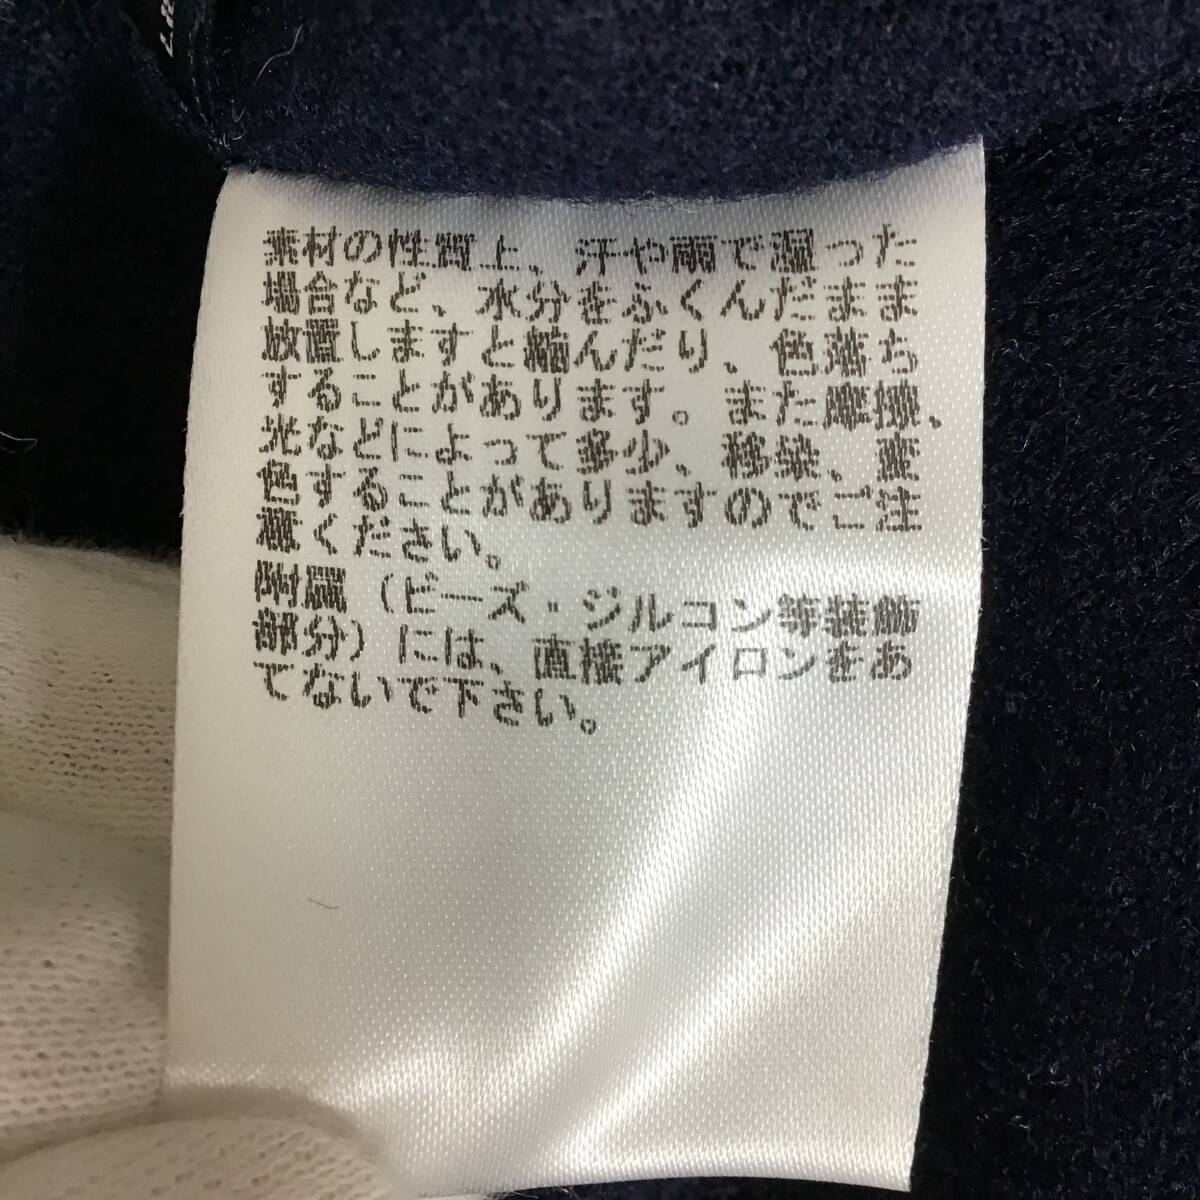 素材の性質上、汗や雨で湿った
場合など、水分をふくんだまま
放置しますと縮んだり、色落ち
することがあります。また摩擦、
光などによって多少、移染、変
色することがありますのでご注
意ください。
附属（ビーズ・ジルコン等装飾
部分）には、直接アイロンをあ
てないで下さい。